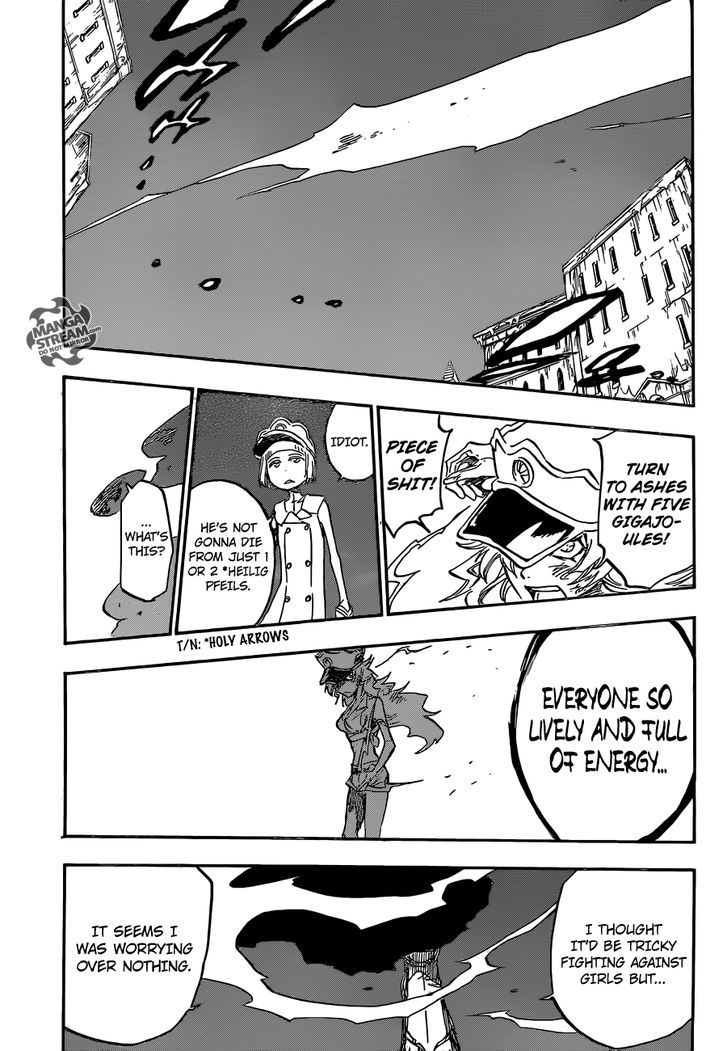 MANGA
STREAM.com
DO NOT MIRROR
TURN
TO ASHES
WITH FIVE
GIGAJO-
ULES!
PIECE
OF
SHIT!
IDIOT.
HE'S NOT
GONNA DIE
FROM JUST 1
OR 2 *HEILIG
PFEILS.
...
WHAT'S
THIS?
T/N: *HOLY ARROWS
EVERYONE SO
LIVELY AND FULL
OF ENERGY...
I THOUGHT
IT'D BE TRICKY
FIGHTING AGAINST
GIRLS BUT...
IT SEEMS I
WAS WORRYING
OVER NOTHING.